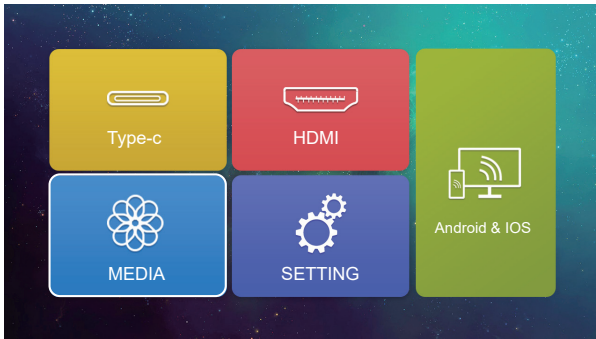 Type-c
HDMI
Android & IOS
MEDIA
SETTING